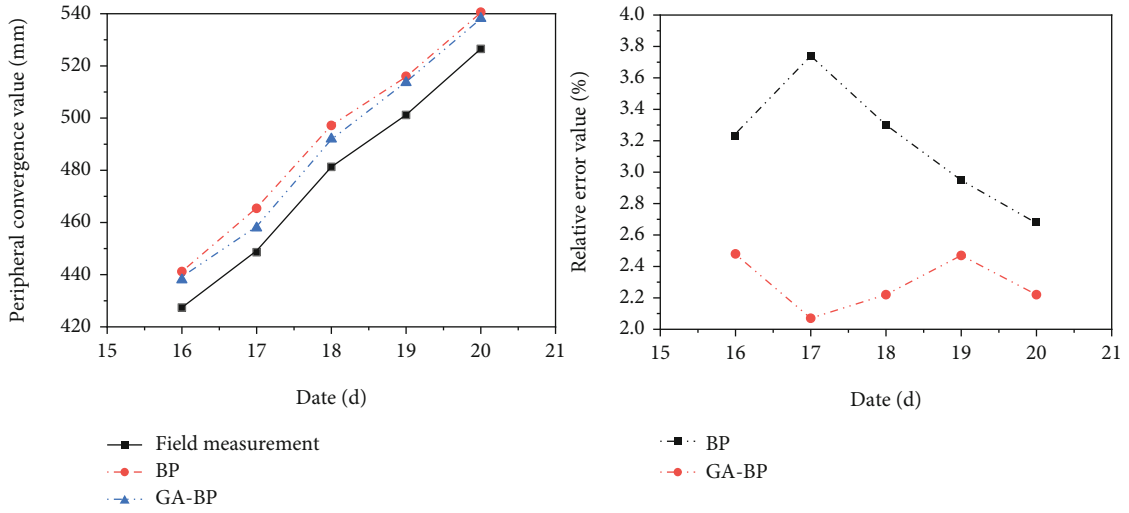 Peripheral convergence value (mm)
540
520
500
480
460
440
420
15 16 17 18 19 20 21
Date (d)
Field measurement
BP
GA-BP
Relative error value (%)
4.0
3.8
3.6
3.4
3.2
3.0
2.8
2.6
2.4
2.2
2.0
15 16 17 18 19 20 21
Date (d)
BP
GA-BP